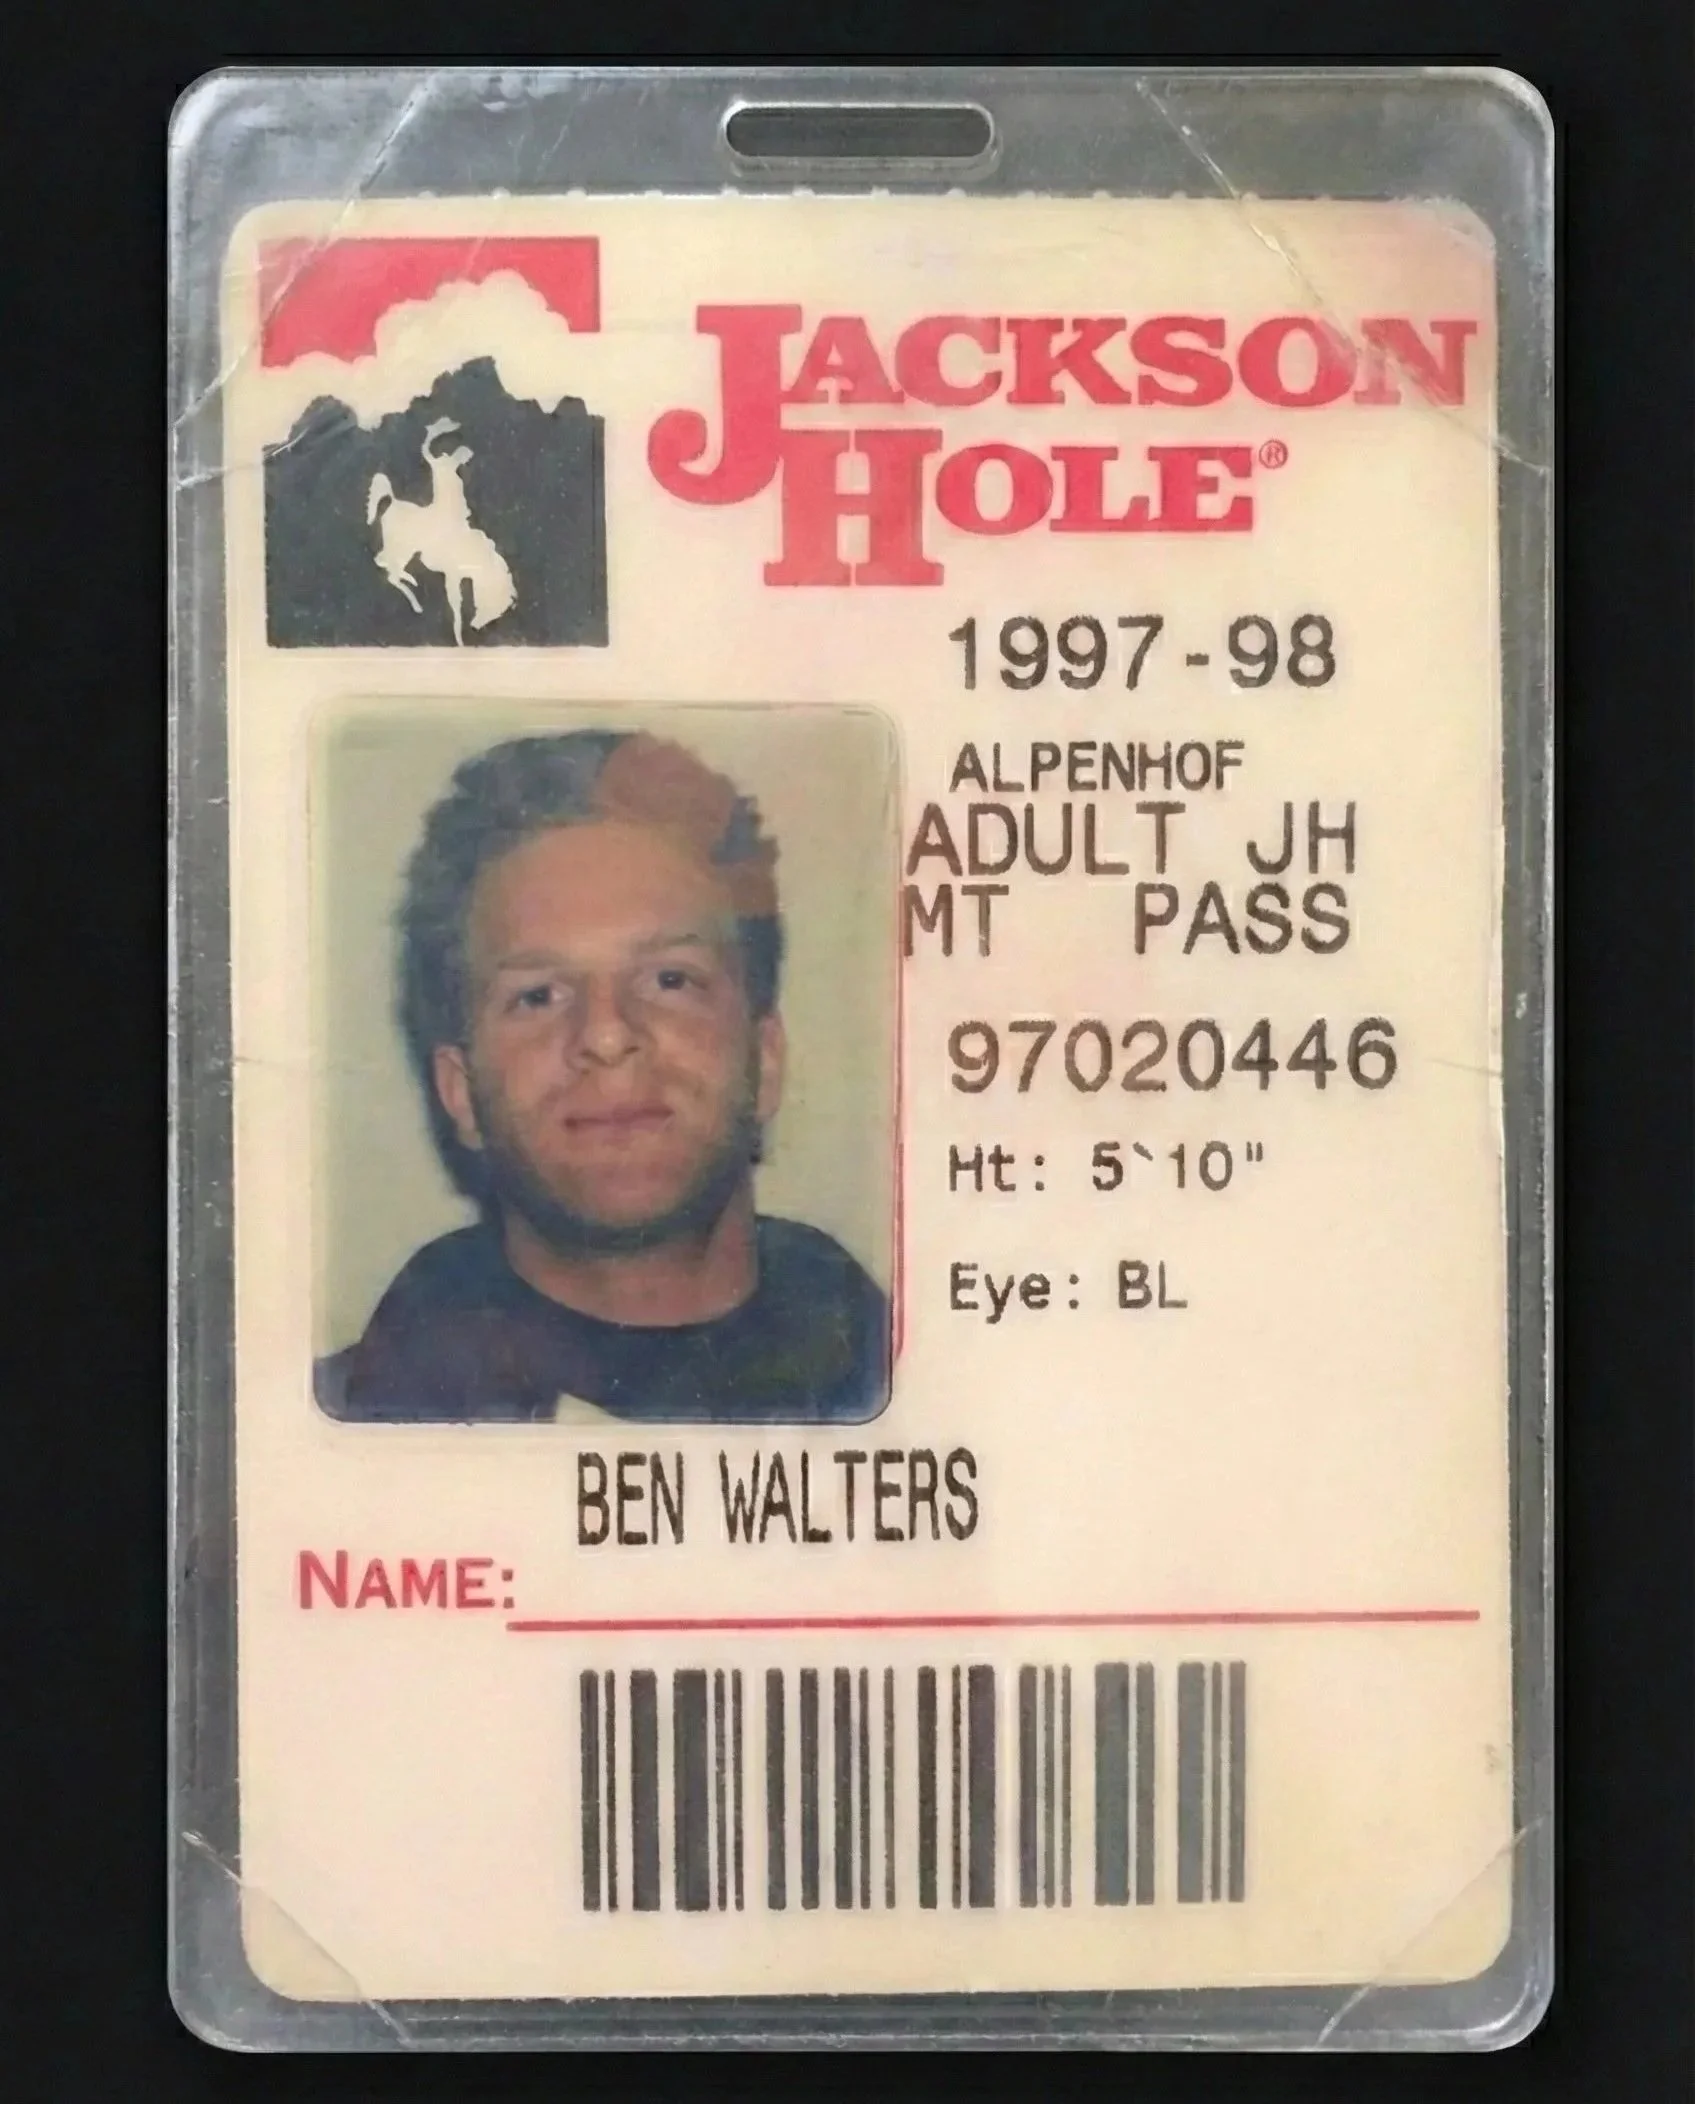 JACKSON
HOLE®
1997-98
ALPENHOF
ADULT JH
MT PASS
97020446
Ht: 5`10"
Eye: BL
BEN WALTERS
NAME: